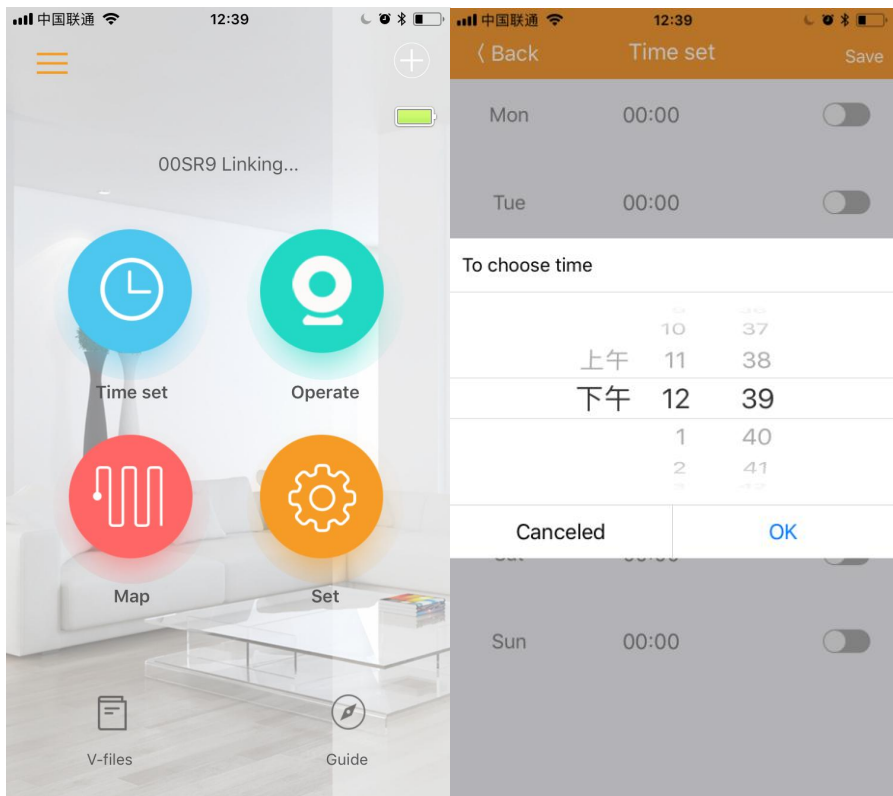 中国联通 12:39
00SR9 Linking...
Time set Operate
Map Set
V-files Guide
中国联通 12:39
Back Time set Save
Mon 00:00
Tue 00:00
To choose time
10 37
上午 11 38
下午 12 39
1 40
2 41
Canceled OK
Sun 00:00